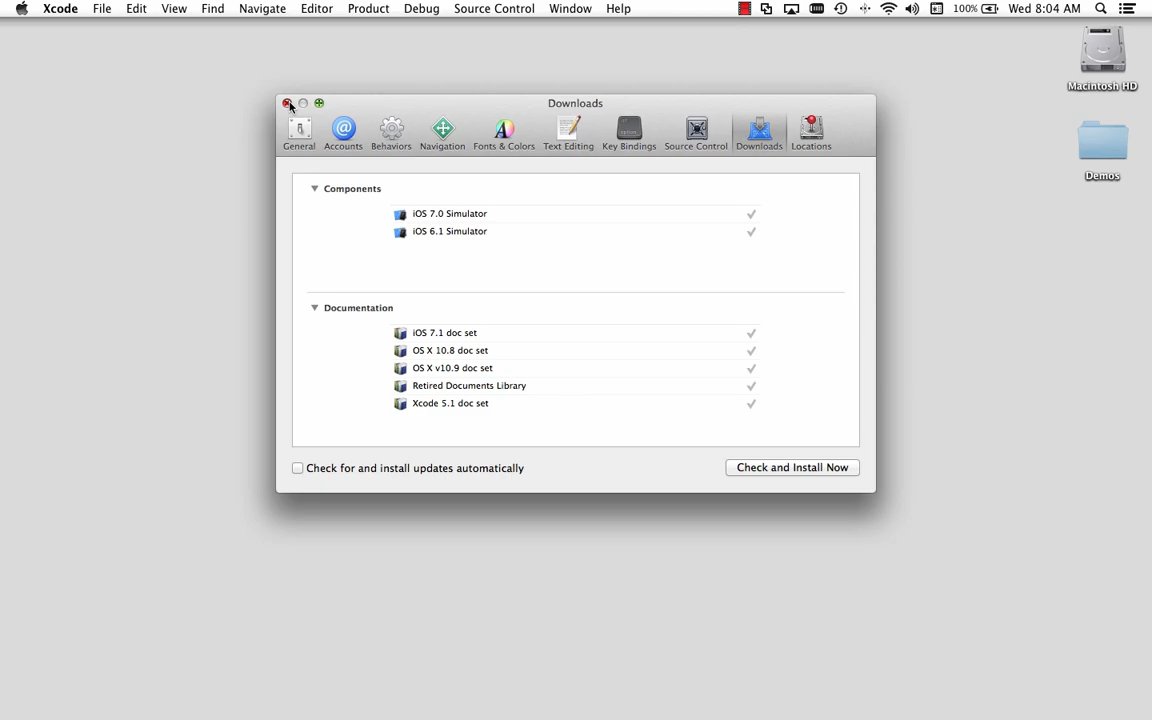 Xcode File Edit View Find Navigate Editor Product Debug Source Control Window Help 100% Wed 8:04 AM
Macintosh HD
Demos
Downloads
General Accounts Behaviors Navigation Fonts & Colors Text Editing Key Bindings Source Control Downloads Locations
Components
iOS 7.0 Simulator
iOS 6.1 Simulator
Documentation
iOS 7.1 doc set
OS X 10.8 doc set
OS X v10.9 doc set
Retired Documents Library
Xcode 5.1 doc set
Check for and install updates automatically Check and Install Now